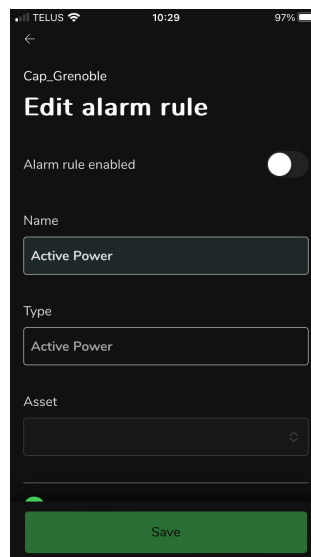 TELUS 10:29 97%
Cap_Grenoble
Edit alarm rule
Alarm rule enabled
Name
Active Power
Type
Active Power
Asset
Save